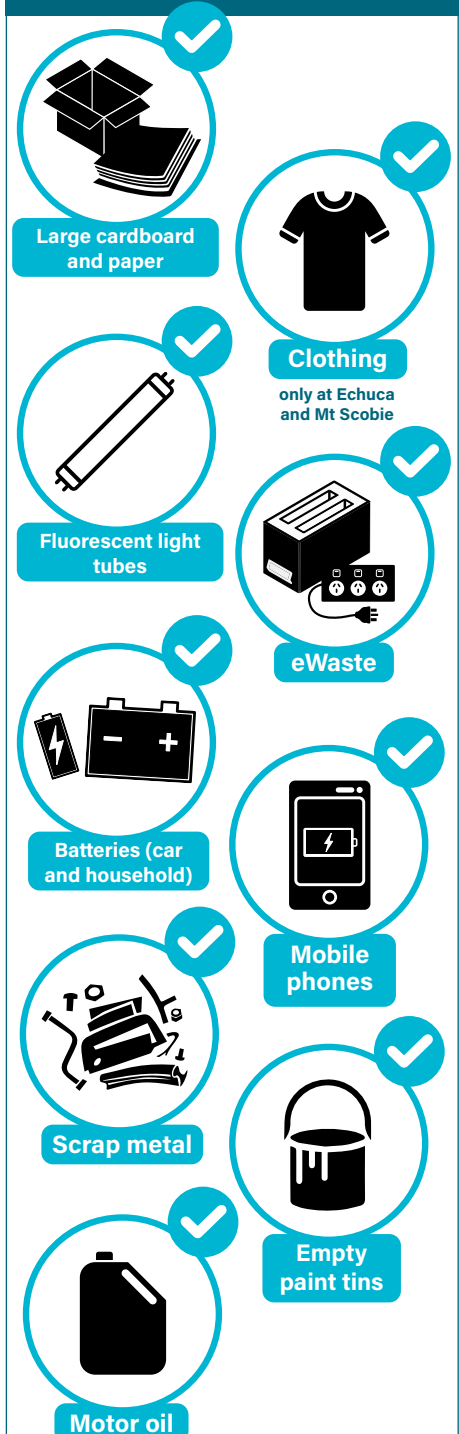 Large cardboard
and paper
Clothing
only at Echuca
and Mt Scobie
Fluorescent light
tubes
eWaste
Batteries (car
and household)
Mobile
phones
Scrap metal
Empty
paint tins
Motor oil